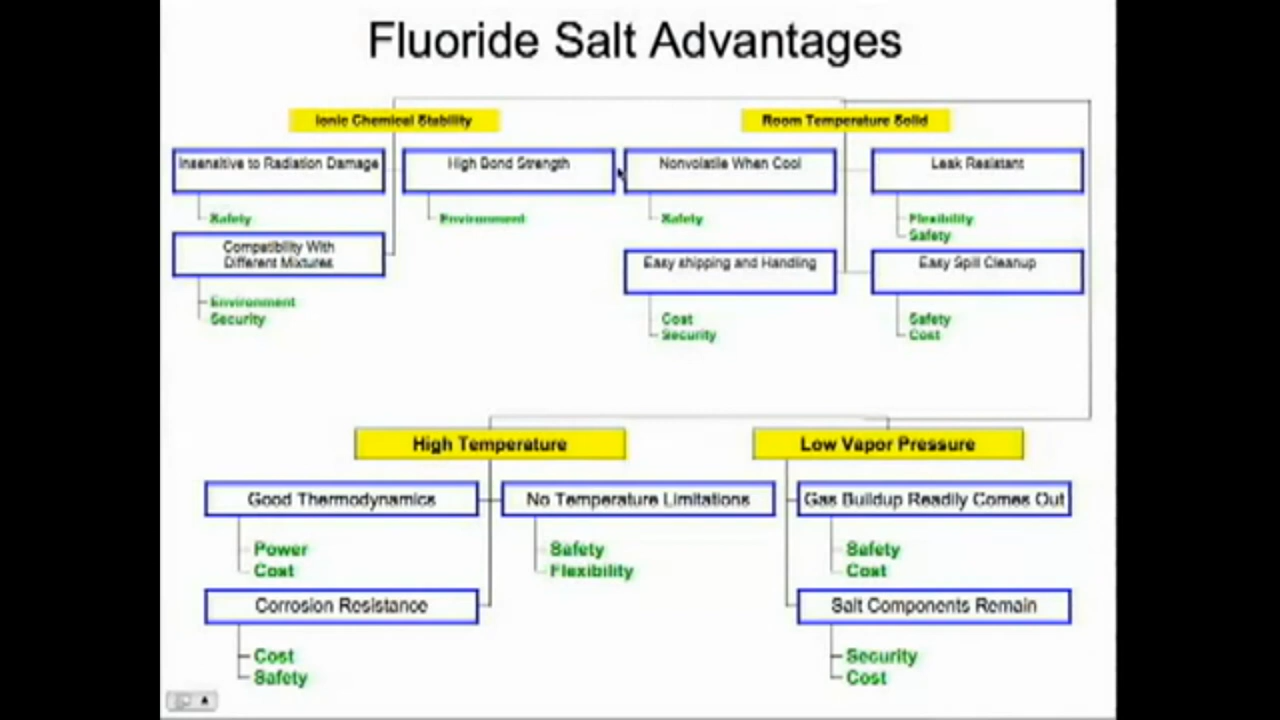 Fluoride Salt Advantages
Ionic Chemical Stability
Room Temperature Solid
Insensitive to Radiation Damage
High Bond Strength
Nonvolatile When Cool
Leak Resistant
Safety
Environment
Safety
Flexibility
Safety
Compatibility With
Different Mixtures
Easy shipping and Handling
Easy Spill Cleanup
Environment
Security
Cost
Security
Safety
Cost
High Temperature
Low Vapor Pressure
Good Thermodynamics
No Temperature Limitations
Gas Buildup Readily Comes Out
Power
Cost
Safety
Flexibility
Safety
Cost
Corrosion Resistance
Salt Components Remain
Cost
Safety
Security
Cost